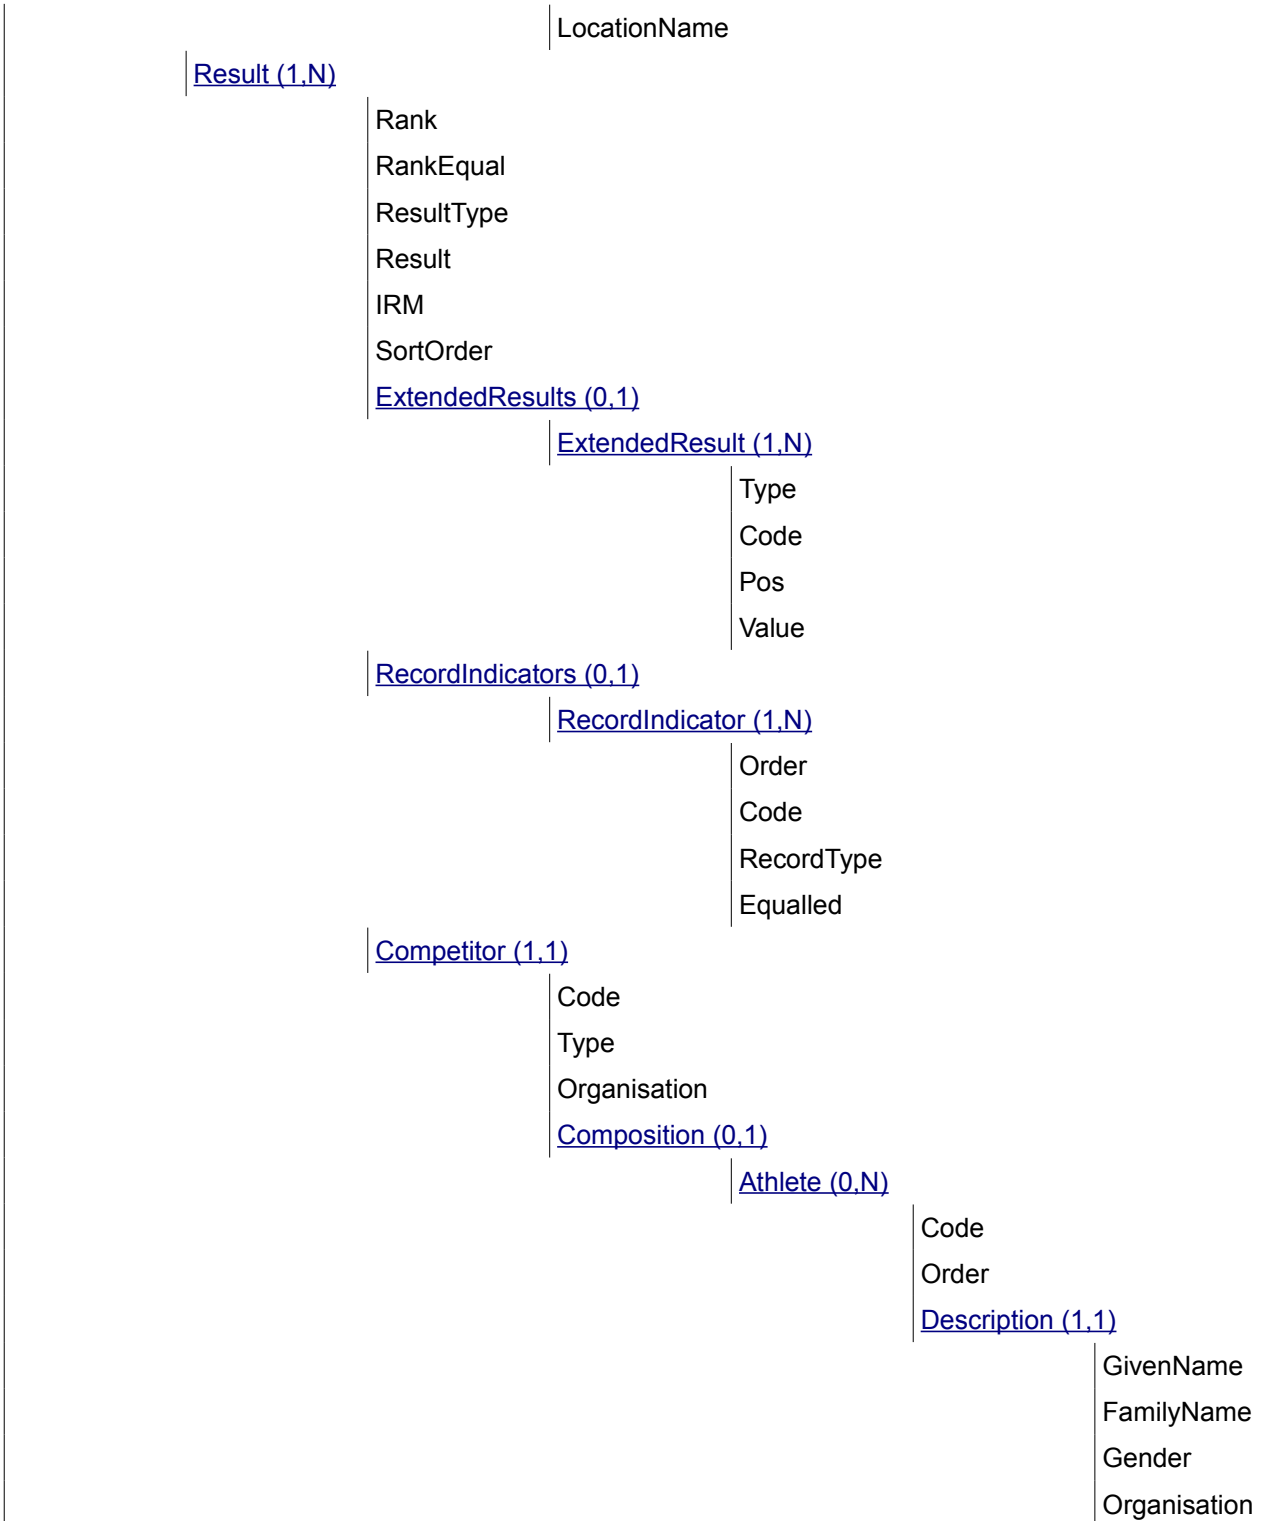 LocationName
Result (1,N)
Rank
RankEqual
ResultType
Result
IRM
SortOrder
ExtendedResults (0,1)
ExtendedResult (1,N)
Type
Code
Pos
Value
RecordIndicators (0,1)
RecordIndicator (1,N)
Order
Code
RecordType
Equalled
Competitor (1,1)
Code
Type
Organisation
Composition (0,1)
Athlete (0,N)
Code
Order
Description (1,1)
GivenName
FamilyName
Gender
Organisation